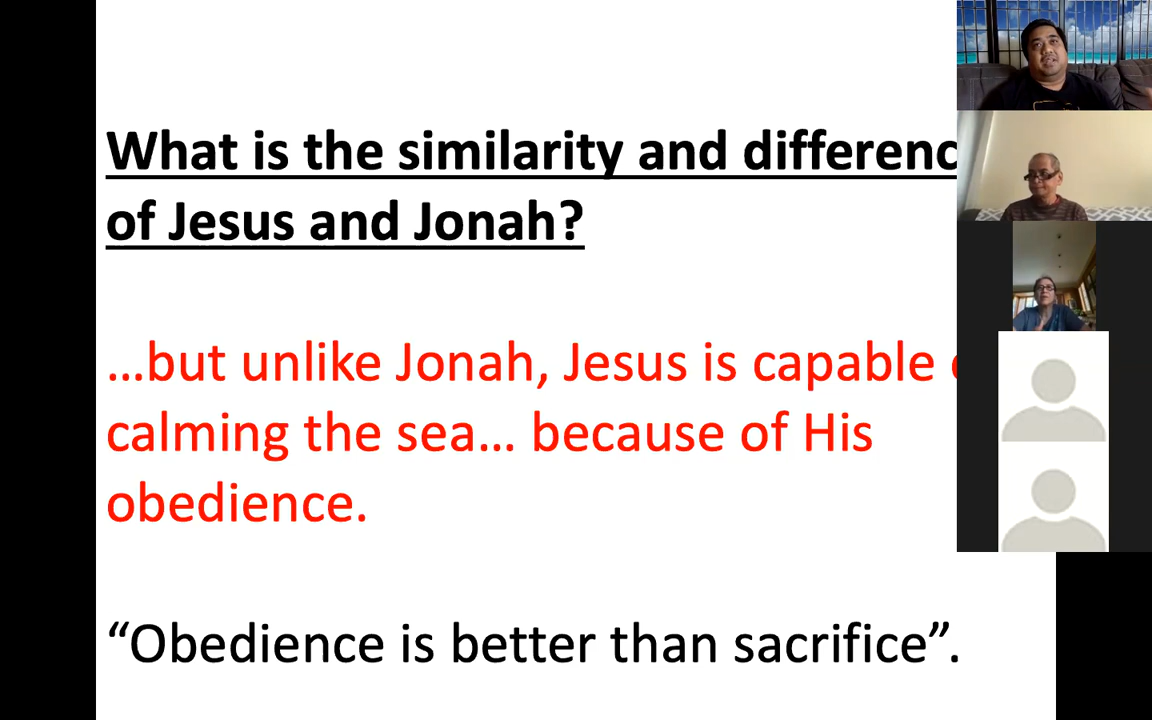 What is the similarity and differenc
of Jesus and Jonah?
...but unlike Jonah, Jesus is capable
calming the sea... because of His
obedience.
“Obedience is better than sacrifice”.